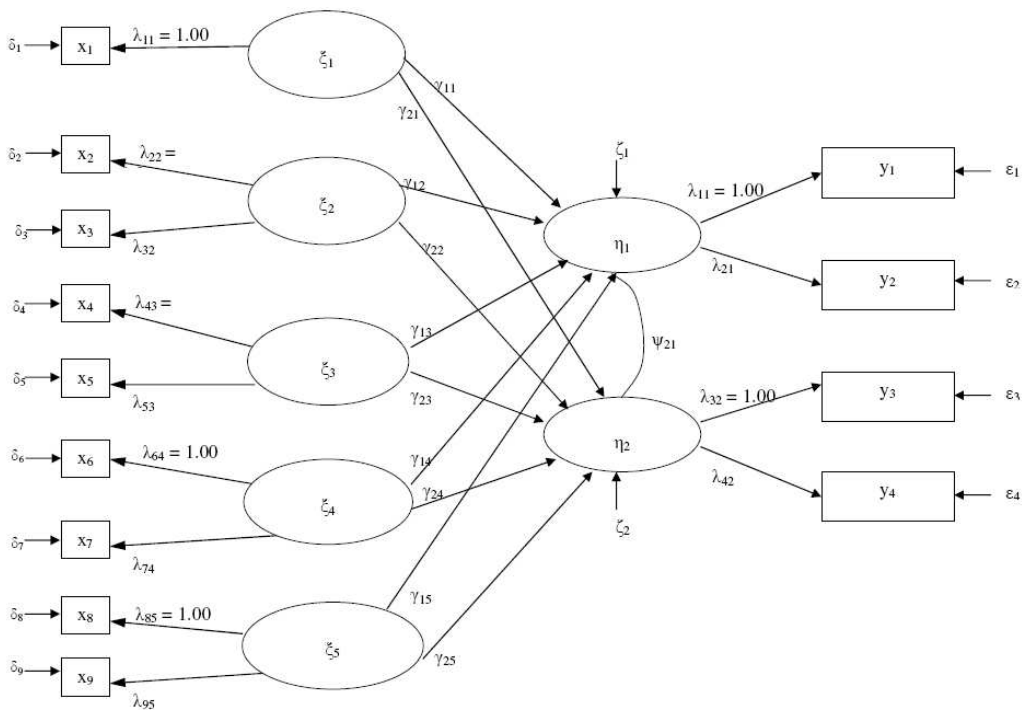 δ₁ x₁ λ₁₁ = 1.00 ξ₁
γ₁₁
γ₂₁
δ₂ x₂ λ₂₂ =
ζ₁
y₁ ε₁
γ₁₂
λ₁₁ = 1.00
ξ₂
δ₃ x₃
λ₃₂
γ₂₂
η₁
λ₂₁
y₂ ε₂
δ₄ x₄ λ₄₃ =
γ₁₃
ψ₂₁
ξ₃
δ₅ x₅
λ₅₃
γ₂₃
λ₃₂ = 1.00
y₃ ε₃
η₂
δ₆ x₆ λ₆₄ = 1.00
γ₁₄
λ₄₂
γ₂₄
y₄ ε₄
ξ₄
ζ₂
δ₇ x₇
λ₇₄
γ₁₅
δ₈ x₈ λ₈₅ = 1.00
ξ₅
γ₂₅
δ₉ x₉
λ₉₅